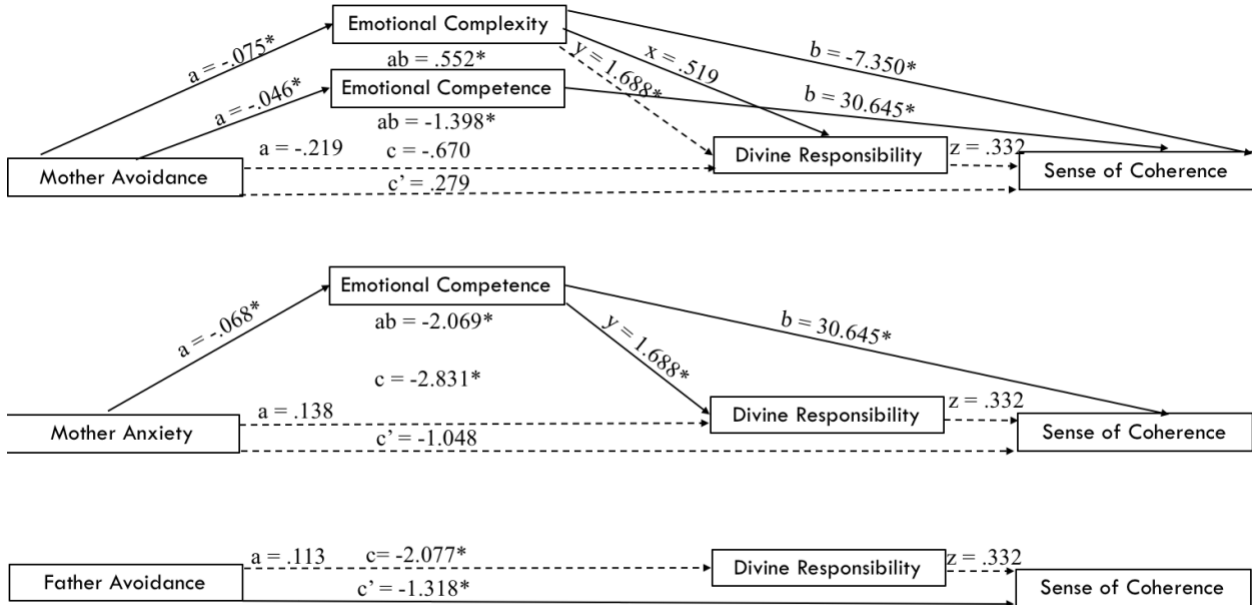 Emotional Complexity
a = -.075*
ab = .552*
y = 1.688*
x = .519
b = -7.350*
Emotional Competence
a = -.046*
b = 30.645*
ab = -1.398*
a = -.219
c = -.670
Divine Responsibility
z = .332
Mother Avoidance
Sense of Coherence
c’ = .279
Emotional Competence
a = -.068*
ab = -2.069*
y = 1.688*
b = 30.645*
c = -2.831*
a = .138
Divine Responsibility
z = .332
Mother Anxiety
Sense of Coherence
c’ = -1.048
a = .113
c= -2.077*
Divine Responsibility
z = .332
Father Avoidance
Sense of Coherence
c’ = -1.318*